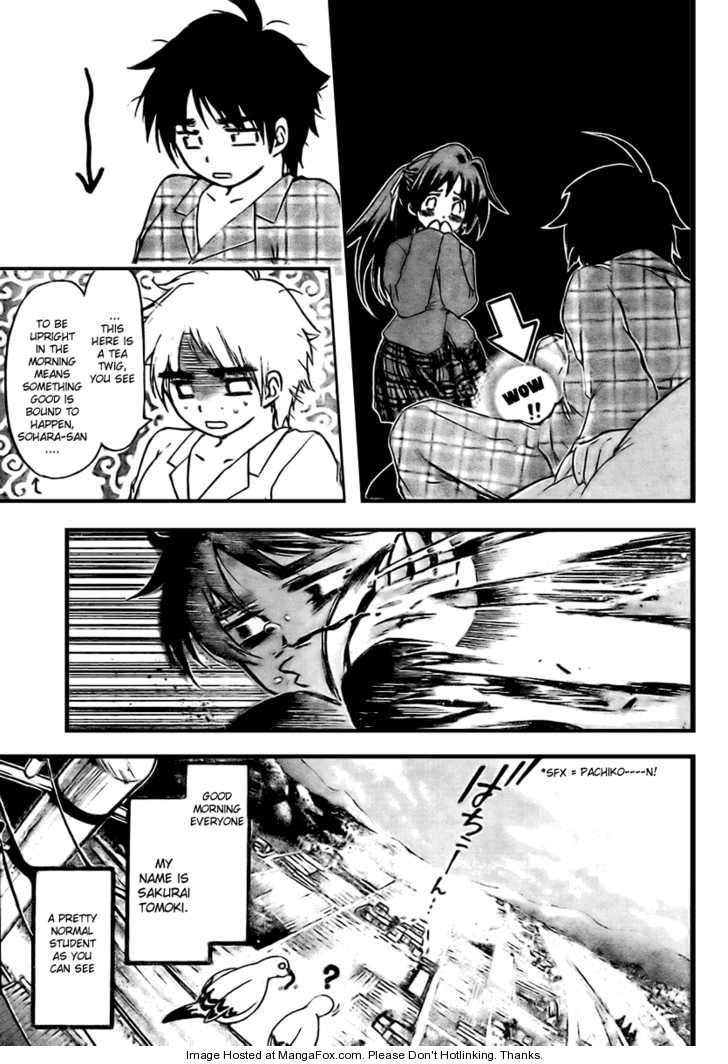 WOW
!!
...
THIS
HERE IS
A TEA
TWIG,
YOU SEE
TO BE
UPRIGHT
IN THE
MORNING
MEANS
SOMETHING
GOOD IS
BOUND TO
HAPPEN,
SOHARA-SAN
....
*SFX = PACHIKO----N!
ぱちこーん
GOOD
MORNING
EVERYONE
MY
NAME IS
SAKURAI
TOMOKI.
A PRETTY
NORMAL
STUDENT
AS YOU
CAN SEE
?
Image Hosted at MangaFox.com. Please Don't Hotlinking. Thanks.